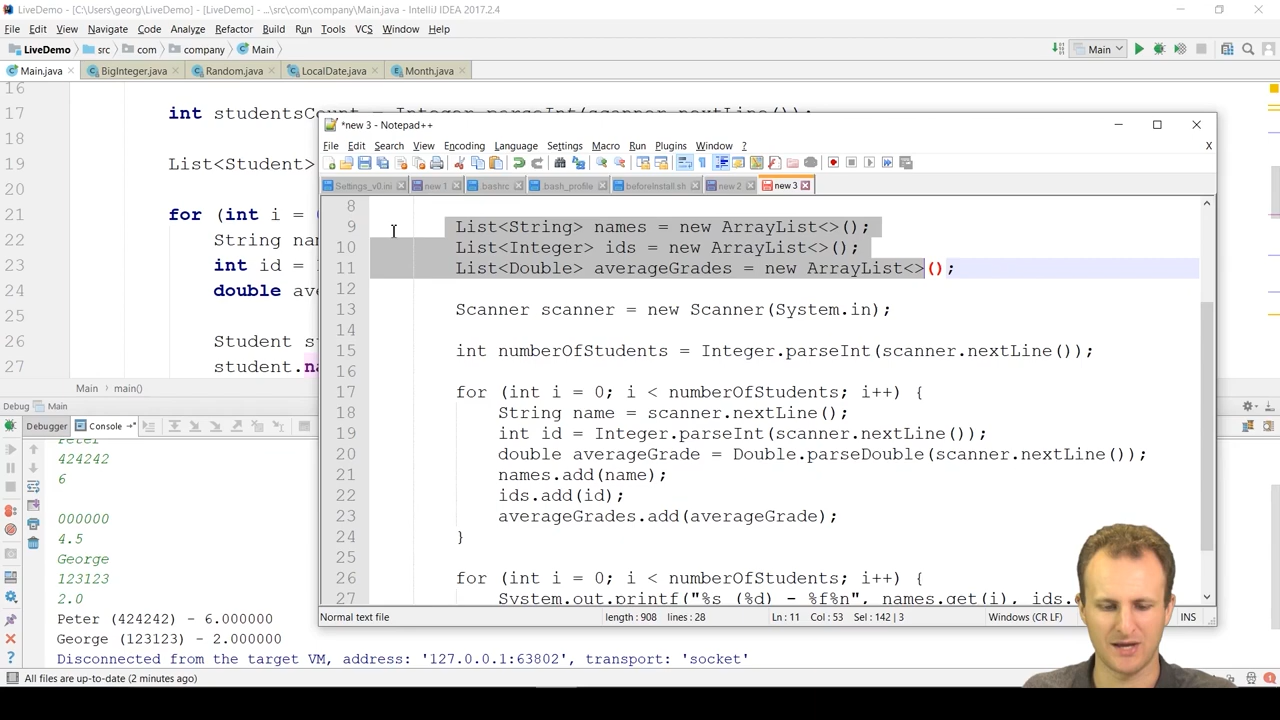 LiveDemo - [C:\Users\georg\LiveDemo] - [LiveDemo] - ...\src\com\company\Main.java - IntelliJ IDEA 2017.2.4
File Edit View Navigate Code Analyze Refactor Build Run Tools VCS Window Help
LiveDemo src com company Main
Main
Main.java BigInteger.java Random.java LocalDate.java Month.java
16
17 int studentsCount = Integer.parseInt(scanner.nextLine());
18
19 List<Student>
20
21 for (int i =
22 String
23 int id =
24 double
25
26 Student
27 student.
Main main()
Debug Main
Debugger Console
Peter
424242
6
000000
4.5
George
123123
2.0
Peter (424242) - 6.000000
George (123123) - 2.000000
Disconnected from the target VM, address: '127.0.0.1:63802', transport: 'socket'
All files are up-to-date (2 minutes ago)
*new 3 - Notepad++
File Edit Search View Encoding Language Settings Macro Run Plugins Window ? X
Settings_v0.ini new 1 bashrc bash_profile beforeinstall.sh new 2 new 3
8
9 List<String> names = new ArrayList<>();
10 List<Integer> ids = new ArrayList<>();
11 List<Double> averageGrades = new ArrayList<>();
12
13 Scanner scanner = new Scanner(System.in);
14
15 int numberOfStudents = Integer.parseInt(scanner.nextLine());
16
17 for (int i = 0; i < numberOfStudents; i++) {
18 String name = scanner.nextLine();
19 int id = Integer.parseInt(scanner.nextLine());
20 double averageGrade = Double.parseDouble(scanner.nextLine());
21 names.add(name);
22 ids.add(id);
23 averageGrades.add(averageGrade);
24 }
25
26 for (int i = 0; i < numberOfStudents; i++) {
27 System.out.printf("%s (%d) - %f%n", names.get(i), ids.
Normal text file length : 908 lines : 28 Ln : 11 Col : 53 Sel : 142 | 3 Windows (CR LF) INS